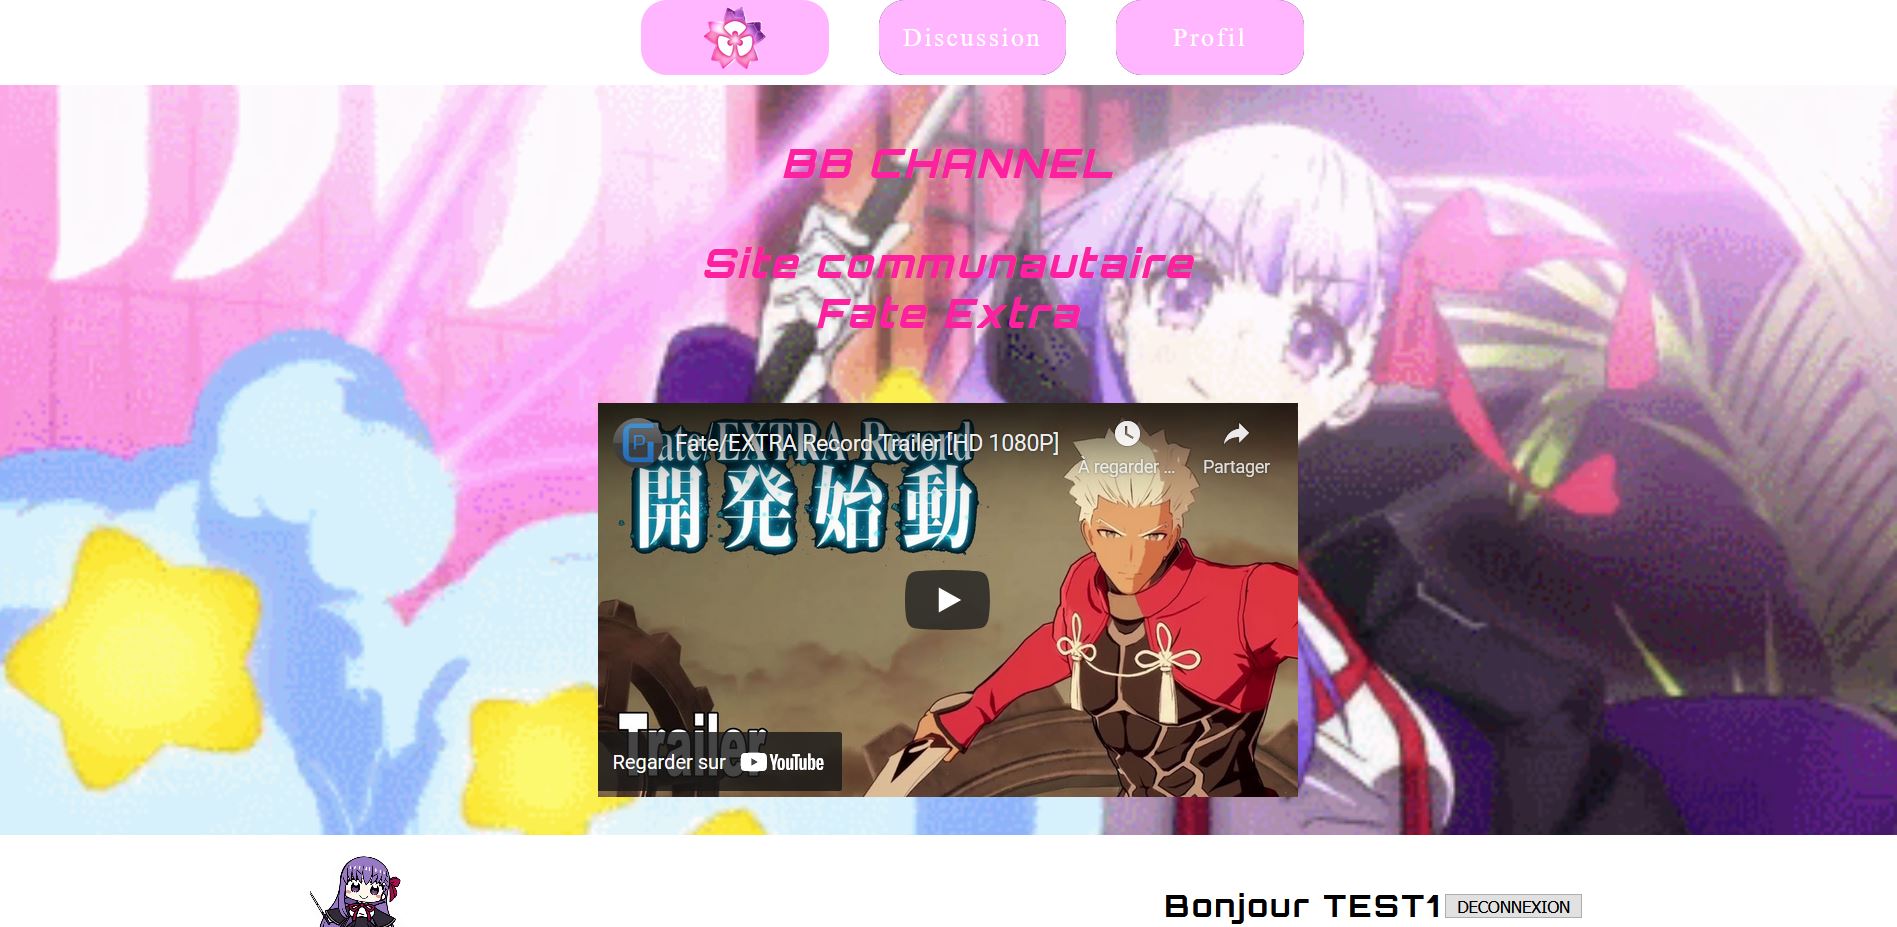 Discussion
Profil
BB CHANNEL
Site communautaire
Fate Extra
Fate/EXTRA Record
Fate/EXTRA Record Trailer [HD 1080P]
À regarder ...
Partager
開発始動
Trailer
Regarder sur YouTube
Bonjour TEST1
DECONNEXION